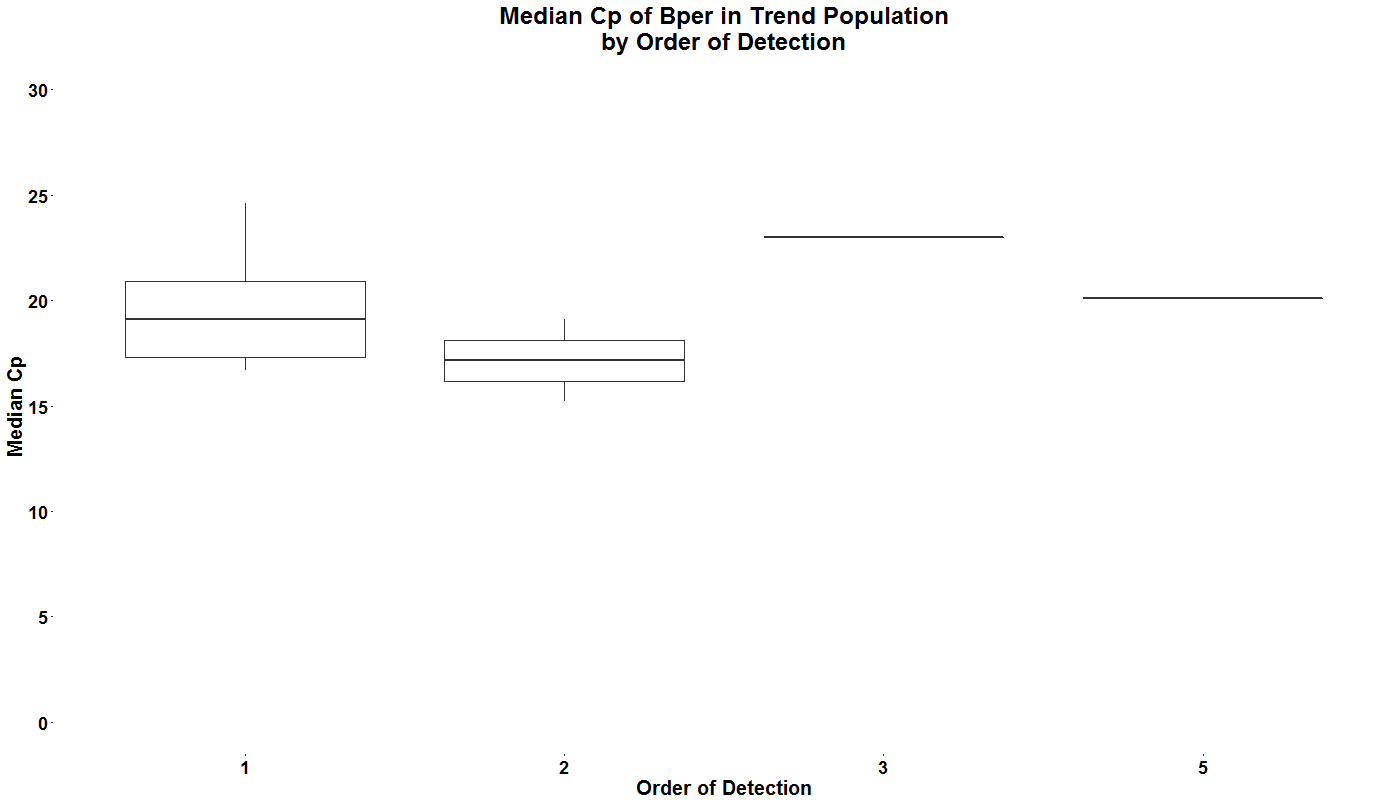 Median Cp of Bper in Trend Population
by Order of Detection
30
25
20
15
10
5
0
Median Cp
1 2 3 5
Order of Detection